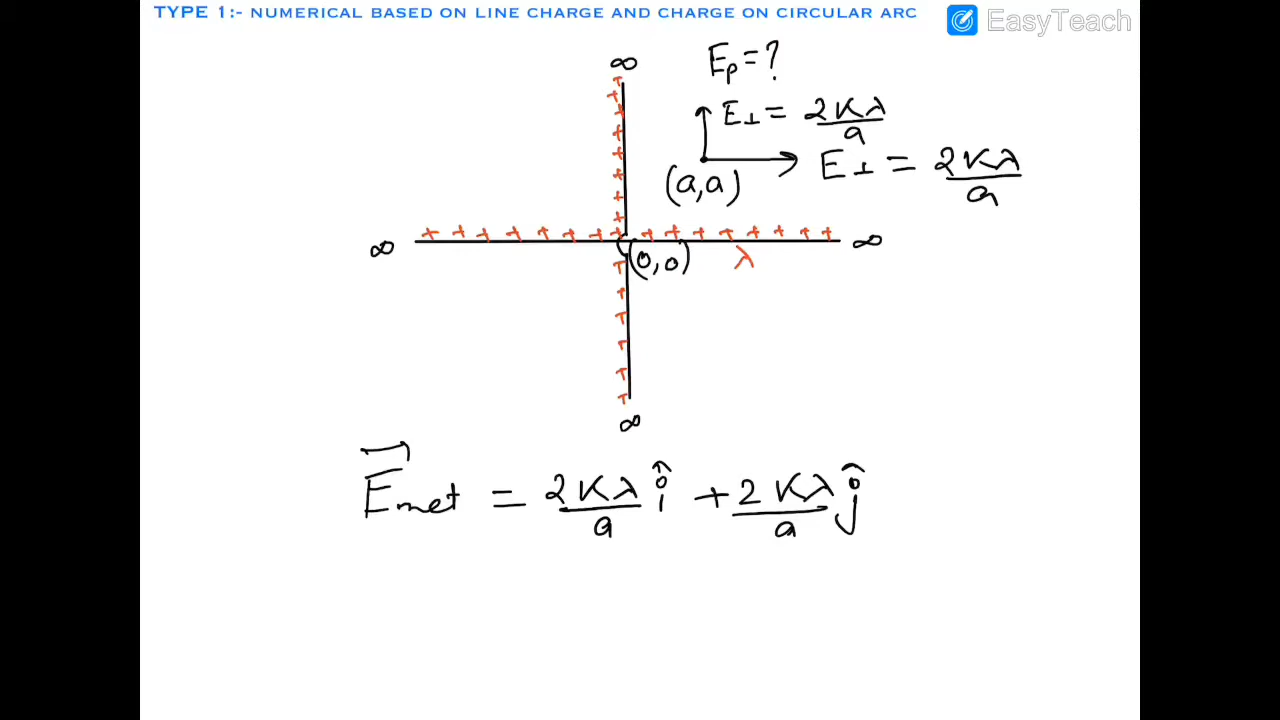 TYPE 1:- NUMERICAL BASED ON LINE CHARGE AND CHARGE ON CIRCULAR ARC
EasyTeach
∞
Ep = ?
E⊥ = 2Kλ/a
E⊥ = 2Kλ/a
(a,a)
∞ + + + + + + + + + + + + + + + ∞
(0,0)
λ
∞
E⃗net = 2Kλ/a î + 2Kλ/a ĵ